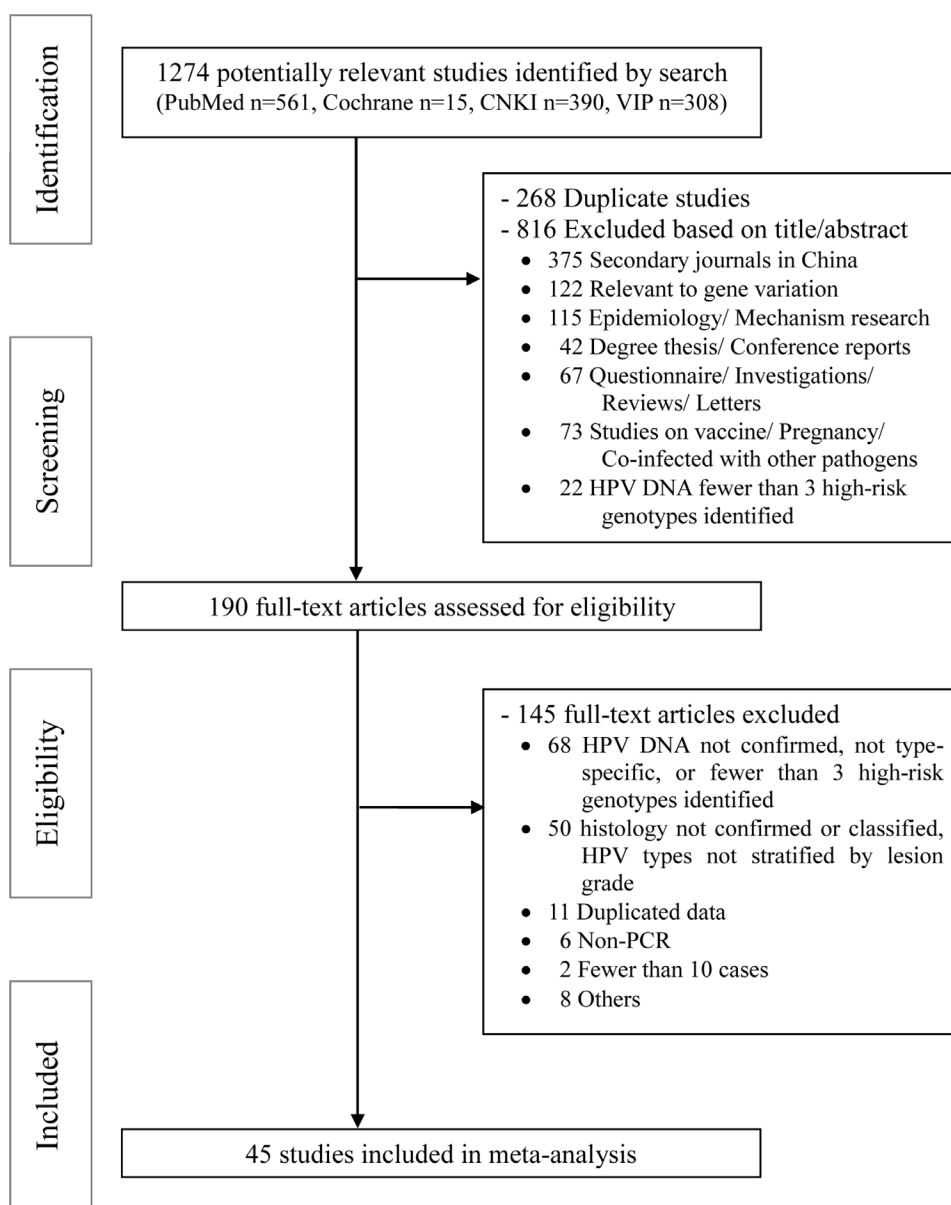 Identification
1274 potentially relevant studies identified by search
(PubMed n=561, Cochrane n=15, CNKI n=390, VIP n=308)
- 268 Duplicate studies
- 816 Excluded based on title/abstract
• 375 Secondary journals in China
• 122 Relevant to gene variation
• 115 Epidemiology/ Mechanism research
• 42 Degree thesis/ Conference reports
• 67 Questionnaire/ Investigations/
Reviews/ Letters
• 73 Studies on vaccine/ Pregnancy/
Co-infected with other pathogens
• 22 HPV DNA fewer than 3 high-risk
genotypes identified
Screening
190 full-text articles assessed for eligibility
Eligibility
- 145 full-text articles excluded
• 68 HPV DNA not confirmed, not type-
specific, or fewer than 3 high-risk
genotypes identified
• 50 histology not confirmed or classified,
HPV types not stratified by lesion
grade
• 11 Duplicated data
• 6 Non-PCR
• 2 Fewer than 10 cases
• 8 Others
Included
45 studies included in meta-analysis